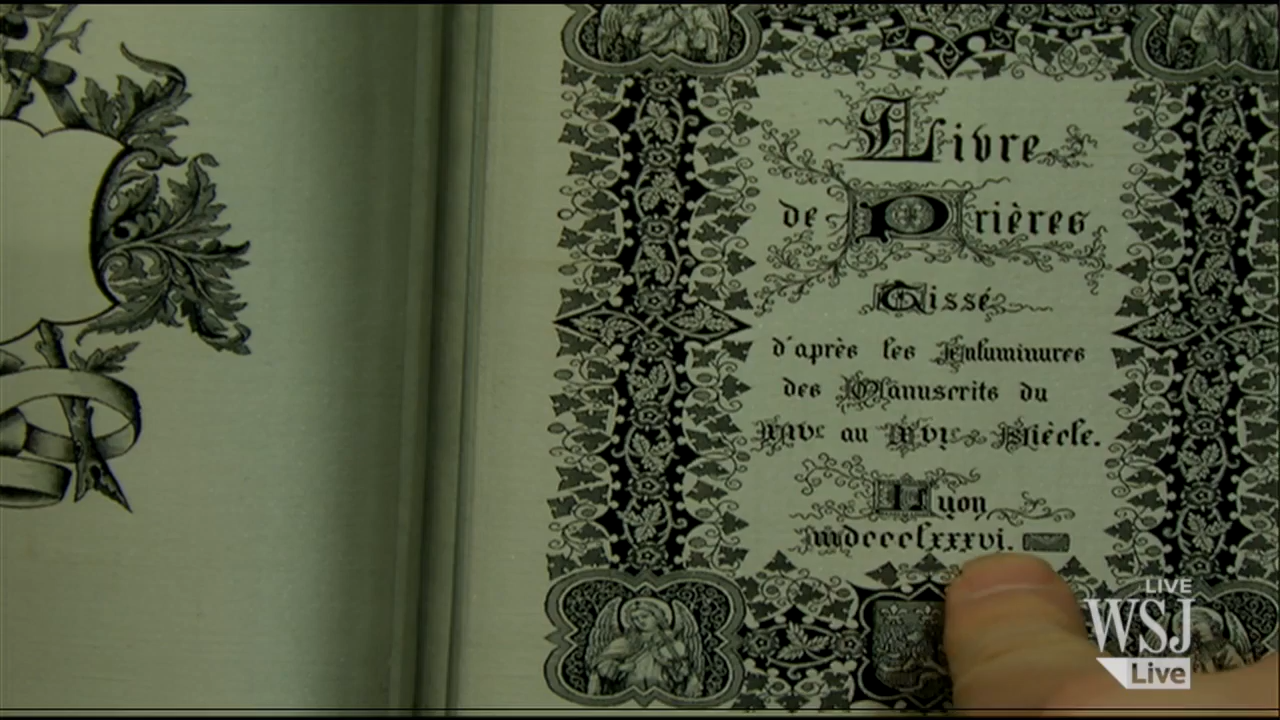 Livre
de Prières
Tissé
d'après les Enluminures
des Manuscrits du
XIVe au XVIe Siècle.
Lyon
mdccclxxxvi.
LIVE
WSJ
Live